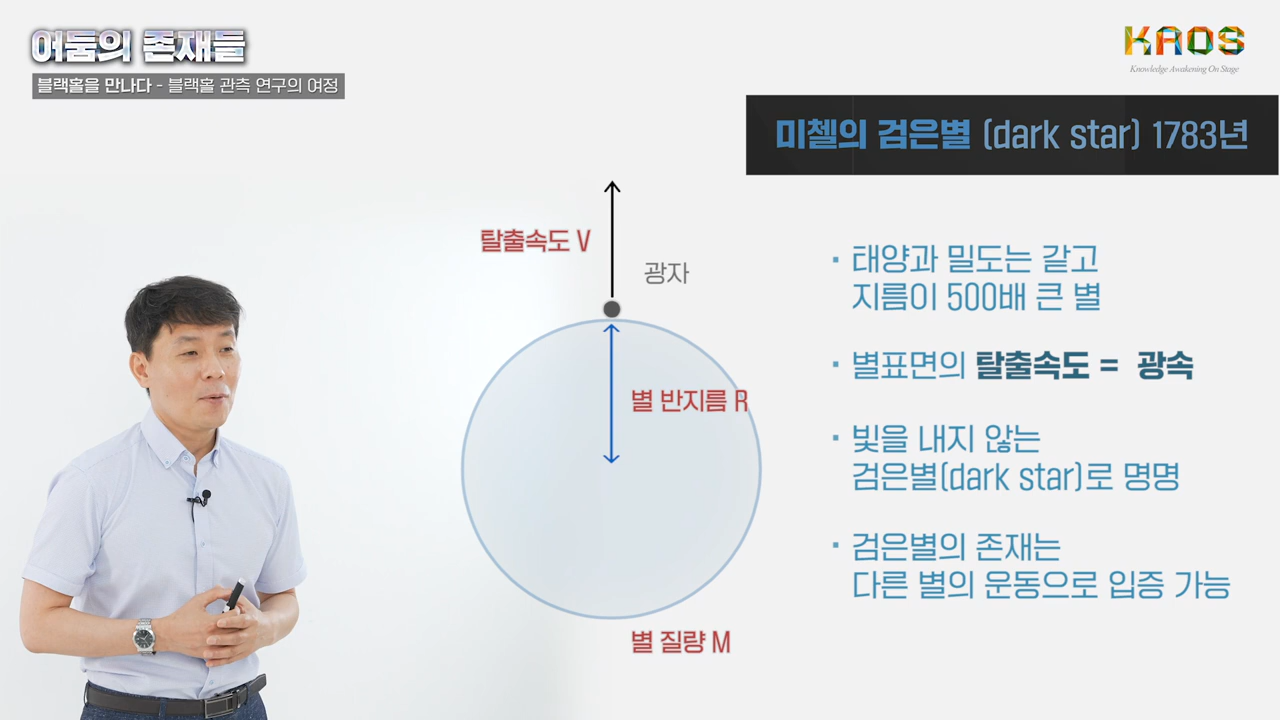 어둠의 존재들
블랙홀을 만나다 - 블랙홀 관측 연구의 여정
KAOS
Knowledge Awakening On Stage
미첼의 검은별 (dark star) 1783년
탈출속도 V
광자
별 반지름 R
별 질량 M
· 태양과 밀도는 같고
지름이 500배 큰 별
· 별표면의 탈출속도 = 광속
· 빛을 내지 않는
검은별(dark star)로 명명
· 검은별의 존재는
다른 별의 운동으로 입증 가능